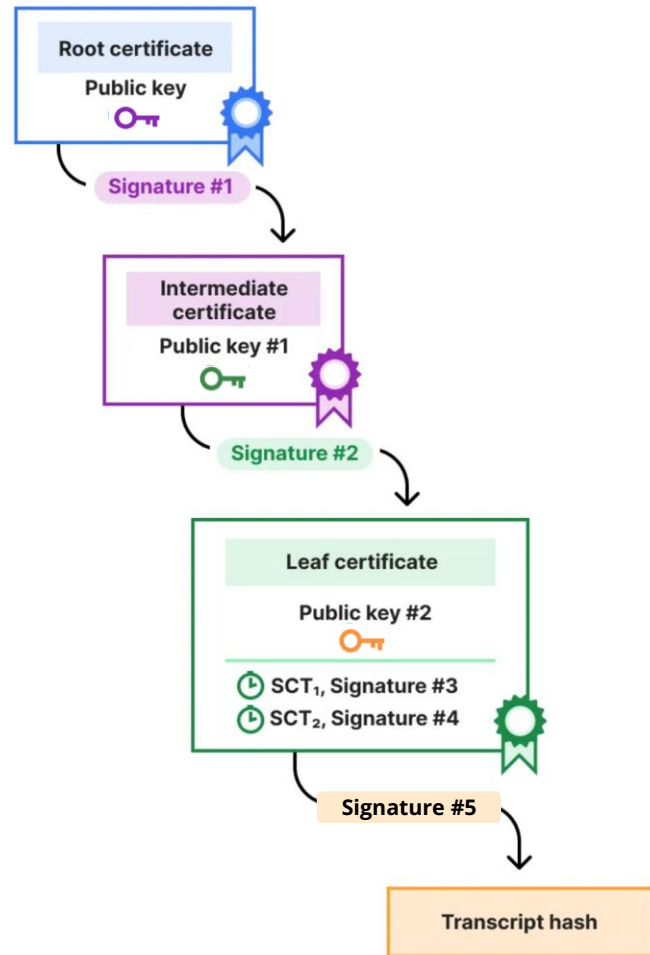 Root certificate
Public key
Signature #1
Intermediate
certificate
Public key #1
Signature #2
Leaf certificate
Public key #2
SCT₁, Signature #3
SCT₂, Signature #4
Signature #5
Transcript hash